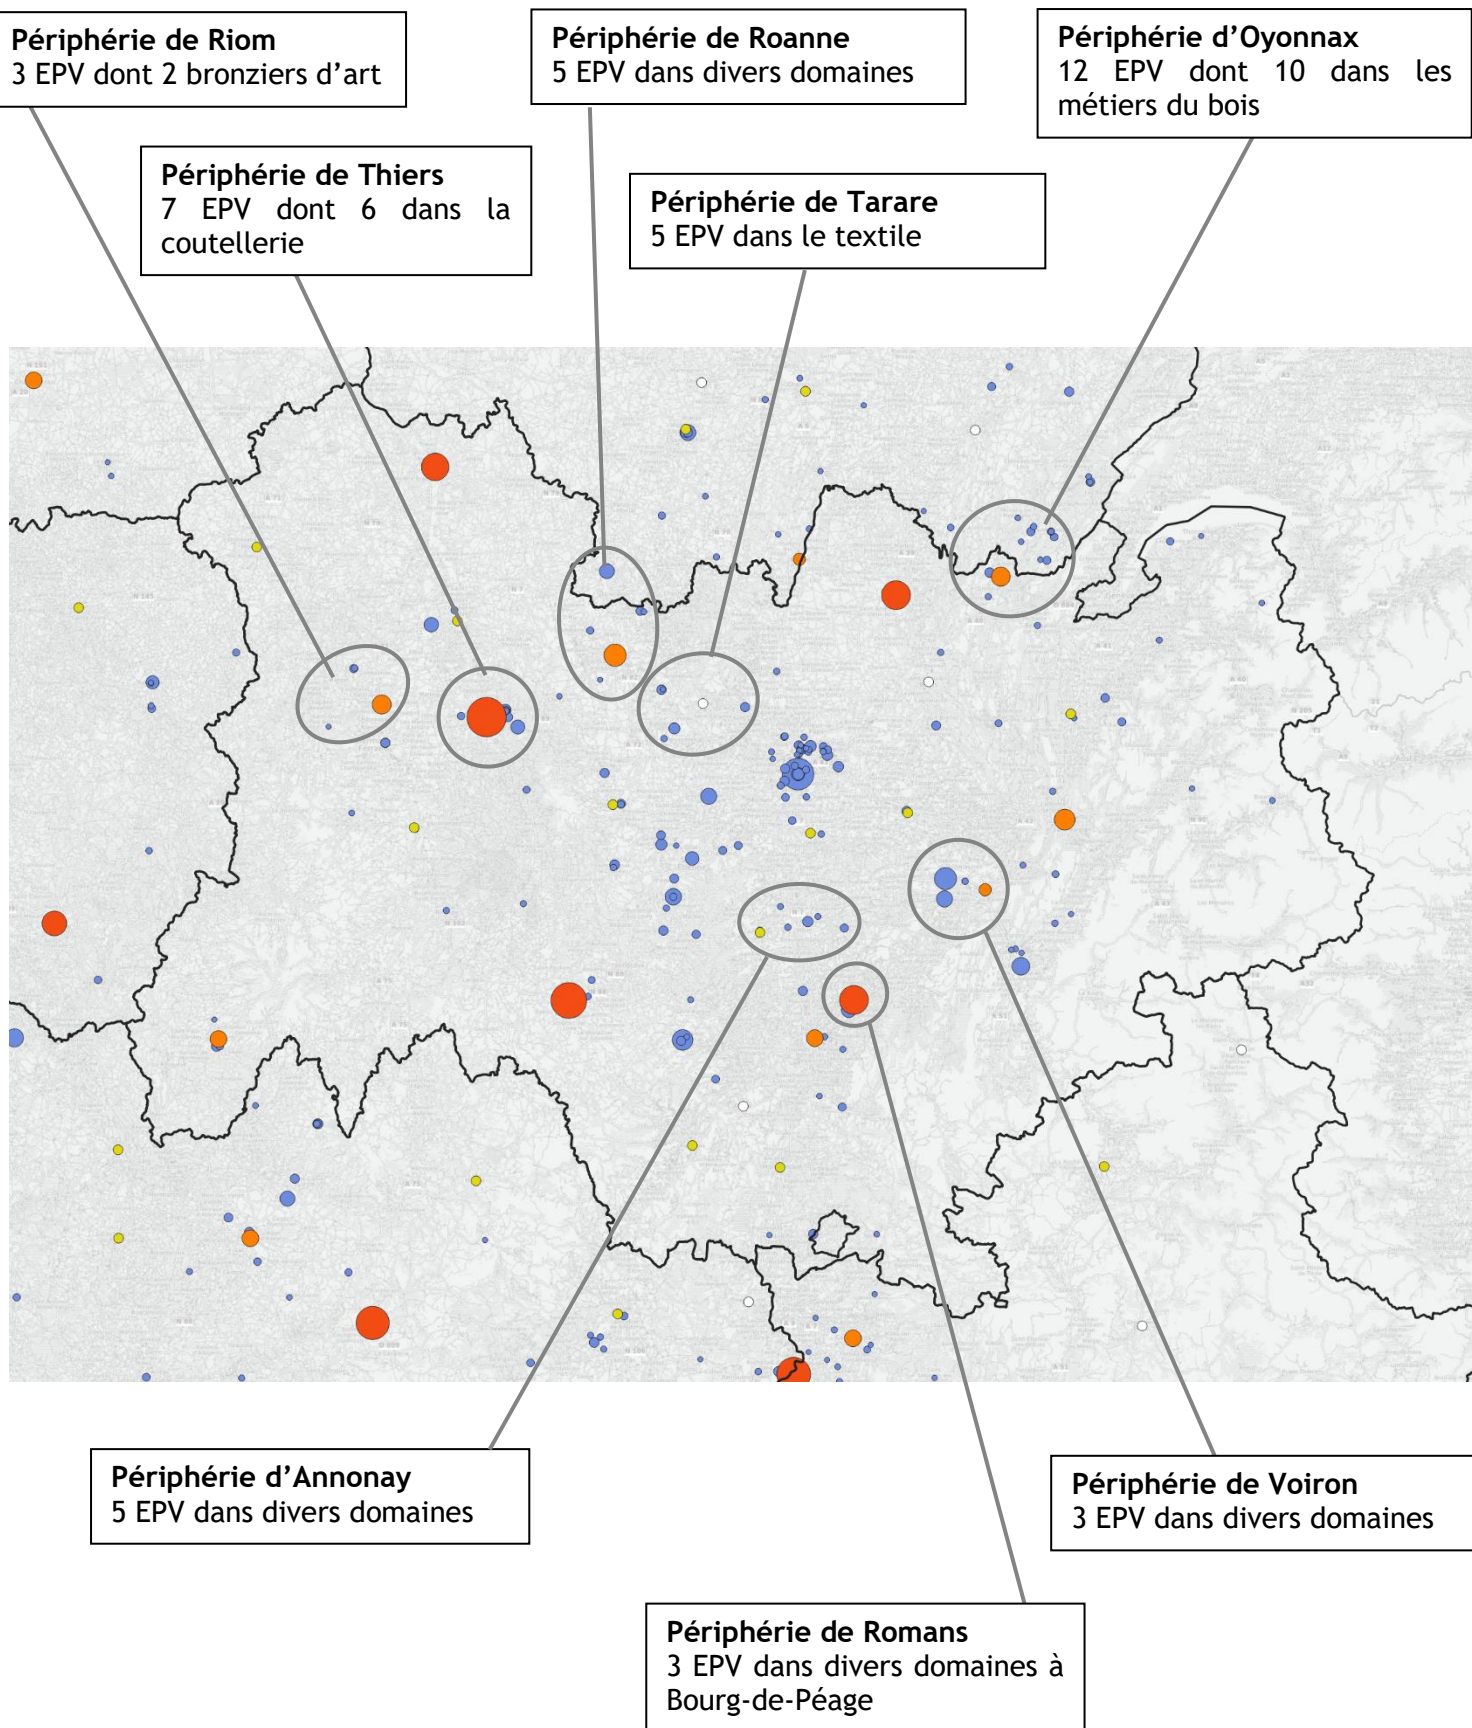 Périphérie de Riom
3 EPV dont 2 bronziers d’art
Périphérie de Roanne
5 EPV dans divers domaines
Périphérie d’Oyonnax
12 EPV dont 10 dans les
métiers du bois
Périphérie de Thiers
7 EPV dont 6 dans la
coutellerie
Périphérie de Tarare
5 EPV dans le textile
Périphérie d’Annonay
5 EPV dans divers domaines
Périphérie de Voiron
3 EPV dans divers domaines
Périphérie de Romans
3 EPV dans divers domaines à
Bourg-de-Péage